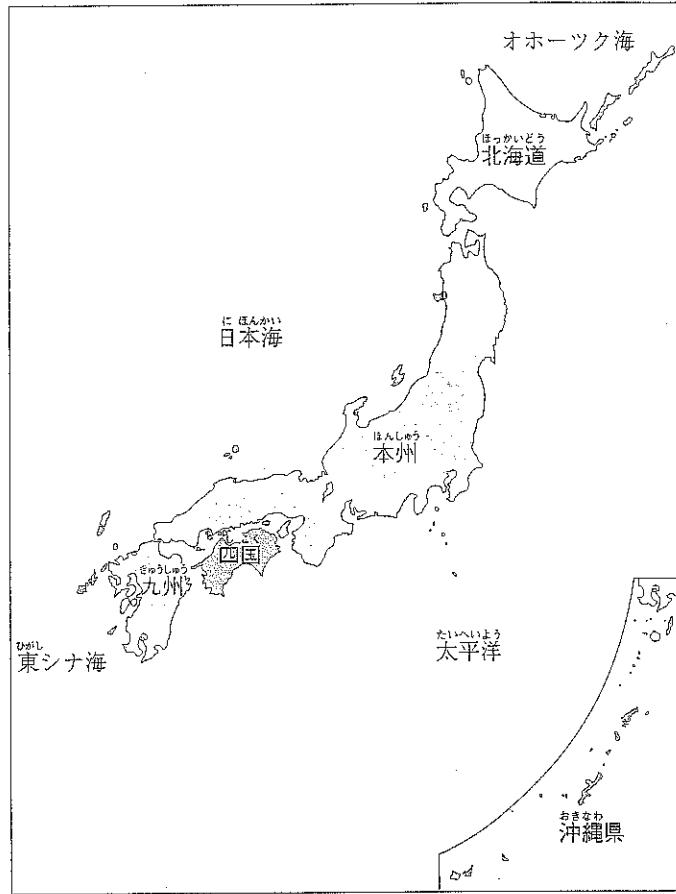 オホーツク海
ほっかいどう
北海道
に ほんかい
日本海
ほんしゅう
本州
しこく
四国
きゅうしゅう
九州
たいへいよう
太平洋
ひがし
東シナ海
おきなわ
沖縄県